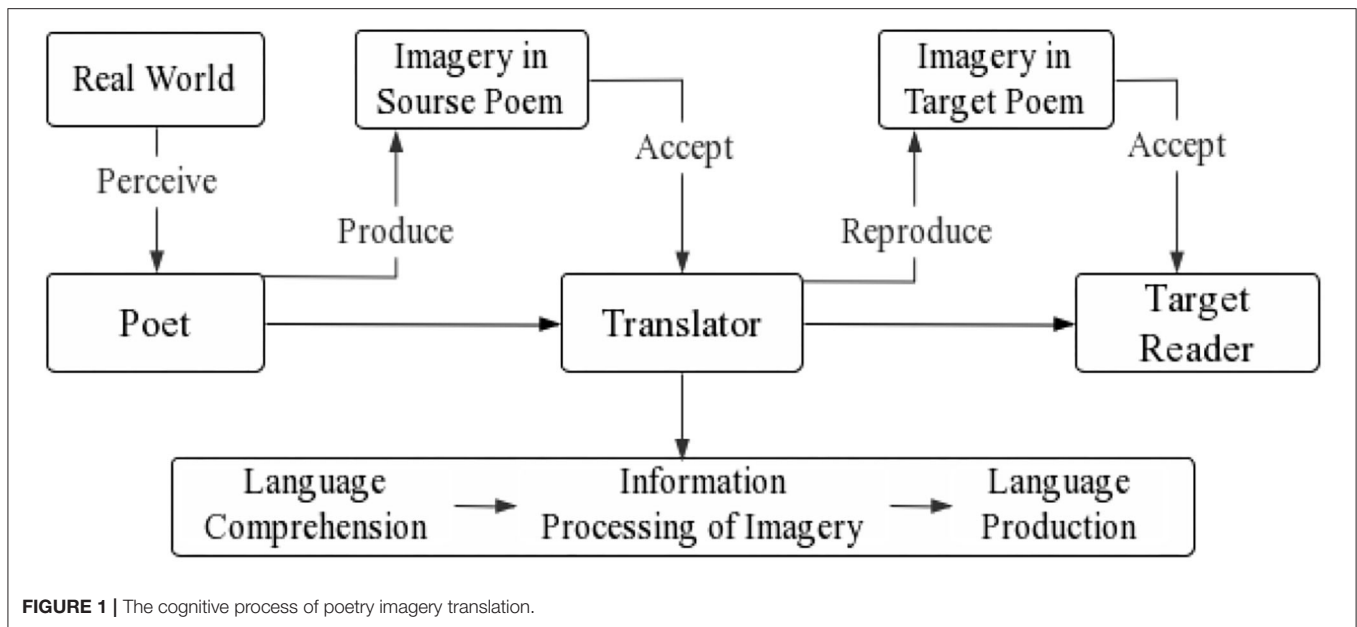 Real World
Imagery in
Sourse Poem
Imagery in
Target Poem
Perceive
Accept
Accept
Produce
Reproduce
Poet
Translator
Target
Reader
Language
Comprehension
Information
Processing of Imagery
Language
Production
FIGURE 1 | The cognitive process of poetry imagery translation.